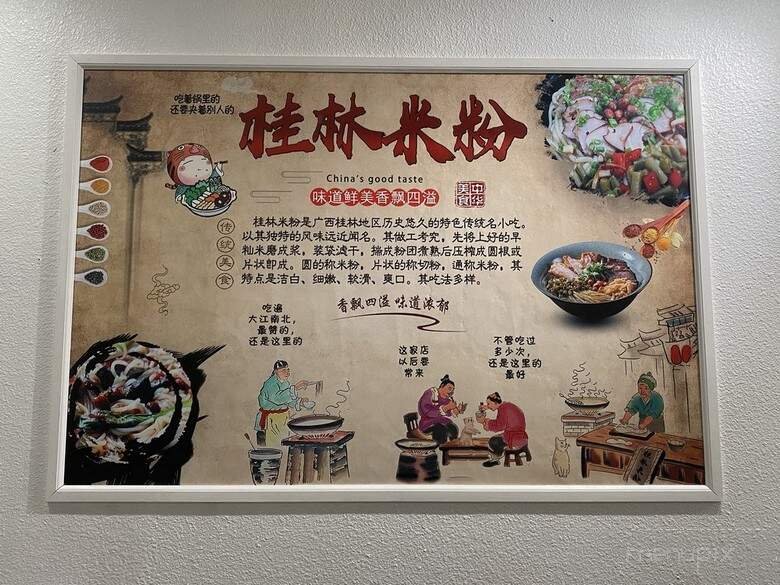 吃着锅里的
还要夹着别人的
桂林米粉
China's good taste
味道鲜美香飘四溢
中华
美食
传统美食
桂林米粉是广西桂林地区历史悠久的特色传统名小吃。
以其独特的风味远近闻名。其做工考究，先将上好的早
籼米磨成浆，装袋滤干，揣成粉团煮熟后压榨成圆根或
片状即成。圆的称米粉，片状的称切粉，通称米粉，其
特点是洁白、细嫩、软滑、爽口。其吃法多样。
香飘四溢 味道浓郁
吃遍
大江南北，
最赞的，
还是这里的
这家店
以后要
常来
不管吃过
多少次，
还是这里的
最好
menupix